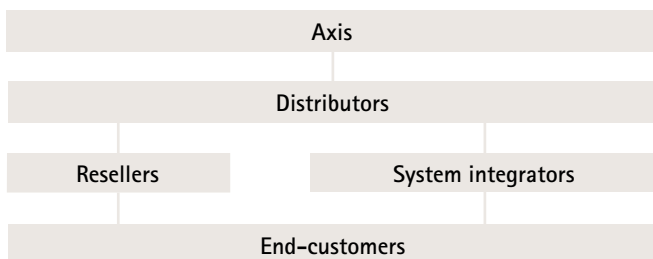 Axis
Distributors
Resellers
System integrators
End-customers